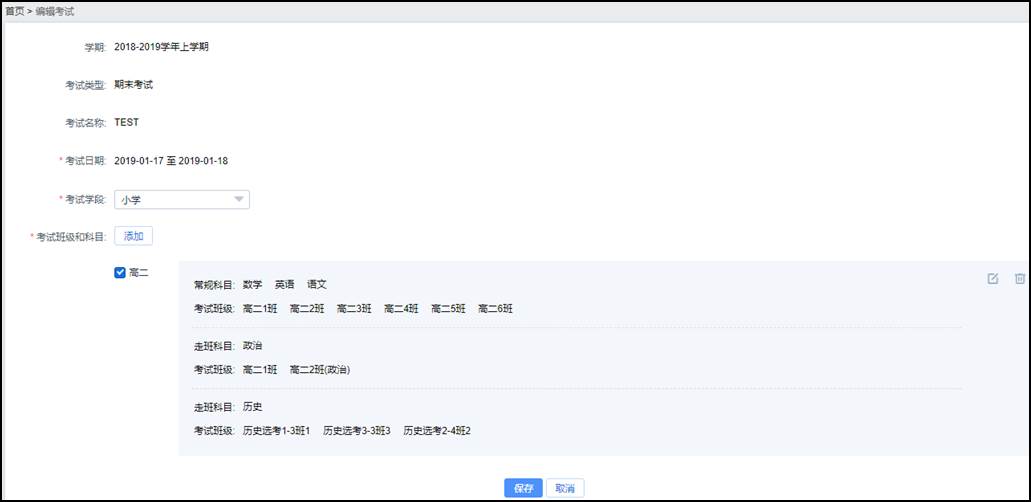 首页 > 编辑考试
学期: 2018-2019学年上学期
考试类型: 期末考试
考试名称: TEST
* 考试日期: 2019-01-17 至 2019-01-18
* 考试学段: 小学
* 考试班级和科目: 添加
高二
常规科目: 数学 英语 语文
考试班级: 高二1班 高二2班 高二3班 高二4班 高二5班 高二6班
走班科目: 政治
考试班级: 高二1班 高二2班(政治)
走班科目: 历史
考试班级: 历史选考1-3班1 历史选考3-3班3 历史选考2-4班2
保存 取消